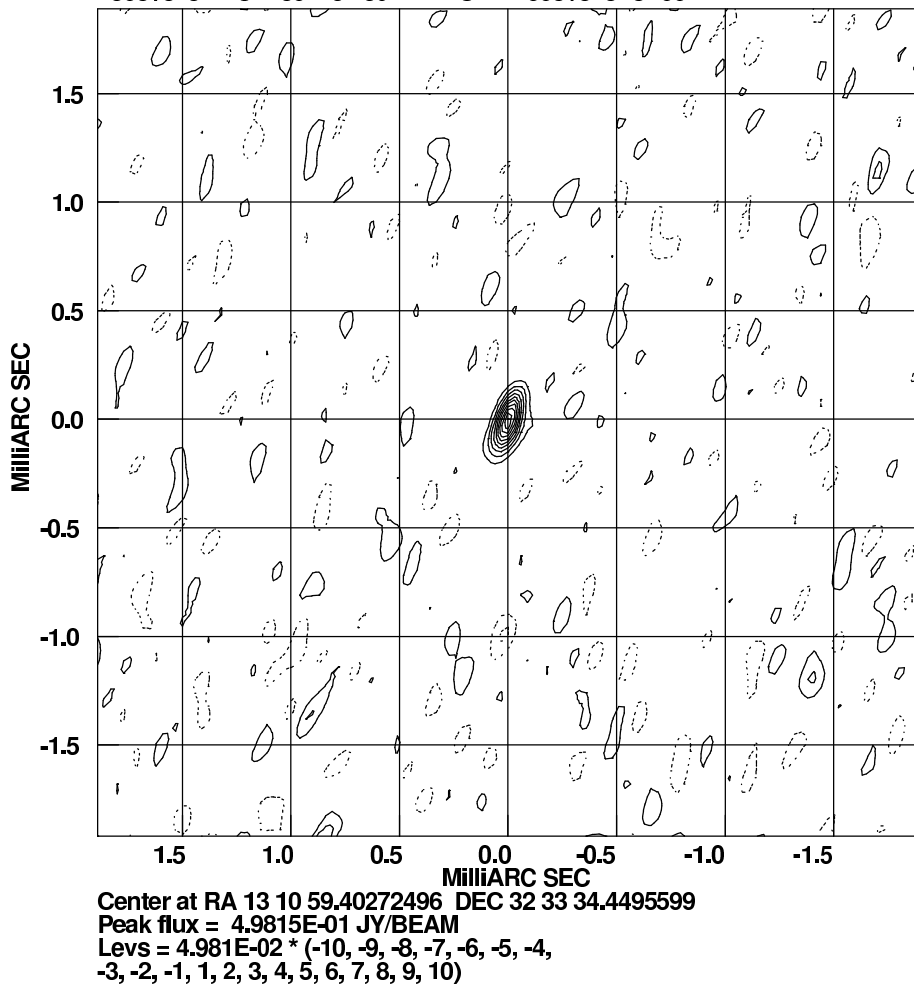 1.5
1.0
0.5
0.0
-0.5
-1.0
-1.5
MilliARC SEC
1.5 1.0 0.5 0.0 -0.5 -1.0 -1.5
MilliARC SEC
Center at RA 13 10 59.40272496 DEC 32 33 34.4495599
Peak flux = 4.9815E-01 JY/BEAM
Levs = 4.981E-02 * (-10, -9, -8, -7, -6, -5, -4,
-3, -2, -1, 1, 2, 3, 4, 5, 6, 7, 8, 9, 10)